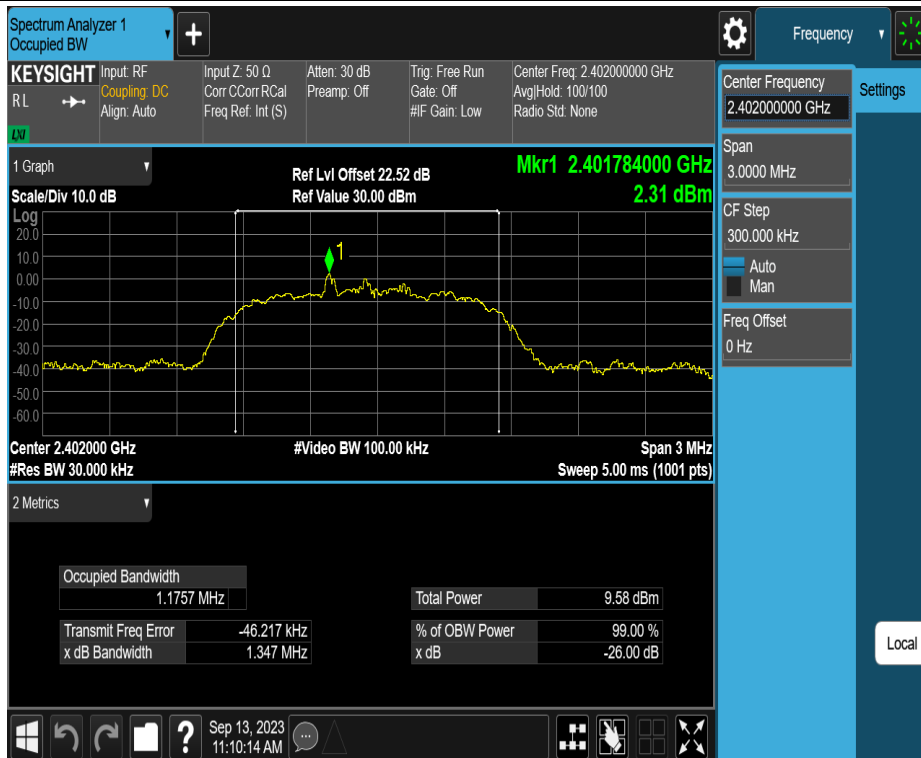 Spectrum Analyzer 1
Occupied BW
Frequency
KEYSIGHT
R L
LXI
Input: RF
Coupling: DC
Align: Auto
Input Z: 50 Ω
Corr CCorr RCal
Freq Ref: Int (S)
Atten: 30 dB
Preamp: Off
Trig: Free Run
Gate: Off
#IF Gain: Low
Center Freq: 2.402000000 GHz
Avg|Hold: 100/100
Radio Std: None
Center Frequency
2.402000000 GHz
Settings
Span
3.0000 MHz
CF Step
300.000 kHz
Auto
Man
Freq Offset
0 Hz
Local
1 Graph
Scale/Div 10.0 dB
Ref Lvl Offset 22.52 dB
Ref Value 30.00 dBm
Mkr1 2.401784000 GHz
2.31 dBm
Log
20.0
10.0
0.00
-10.0
-20.0
-30.0
-40.0
-50.0
-60.0
1
Center 2.402000 GHz
#Res BW 30.000 kHz
#Video BW 100.00 kHz
Span 3 MHz
Sweep 5.00 ms (1001 pts)
2 Metrics
Occupied Bandwidth
1.1757 MHz
Total Power 9.58 dBm
Transmit Freq Error -46.217 kHz
% of OBW Power 99.00 %
x dB Bandwidth 1.347 MHz
x dB -26.00 dB
Sep 13, 2023
11:10:14 AM